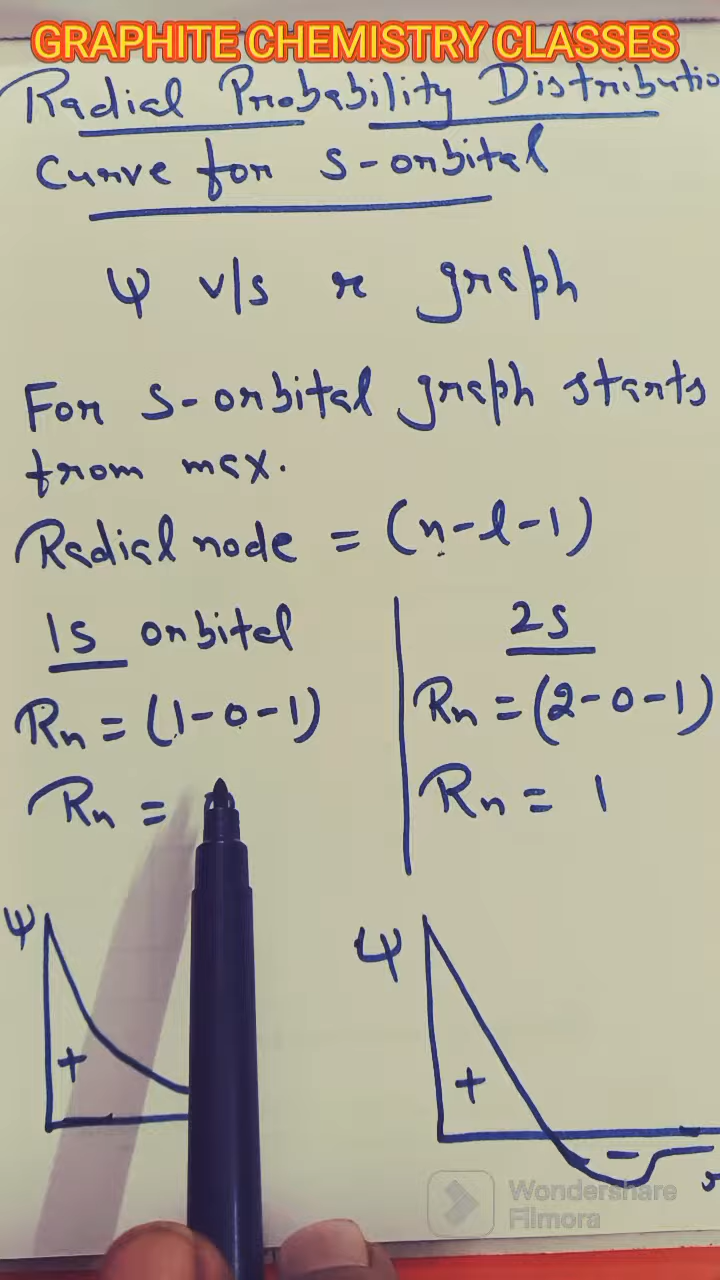 GRAPHITE CHEMISTRY CLASSES
Radial Probability Distributio
Curve for s-orbital
ψ v/s r graph
For s-orbital graph starts
from max.
Radial node = (n-l-1)
1s orbital
Rn = (1-0-1)
Rn =
2s
Rn = (2-0-1)
Rn = 1
ψ
+
ψ
+
-
r
Wondershare
Filmora